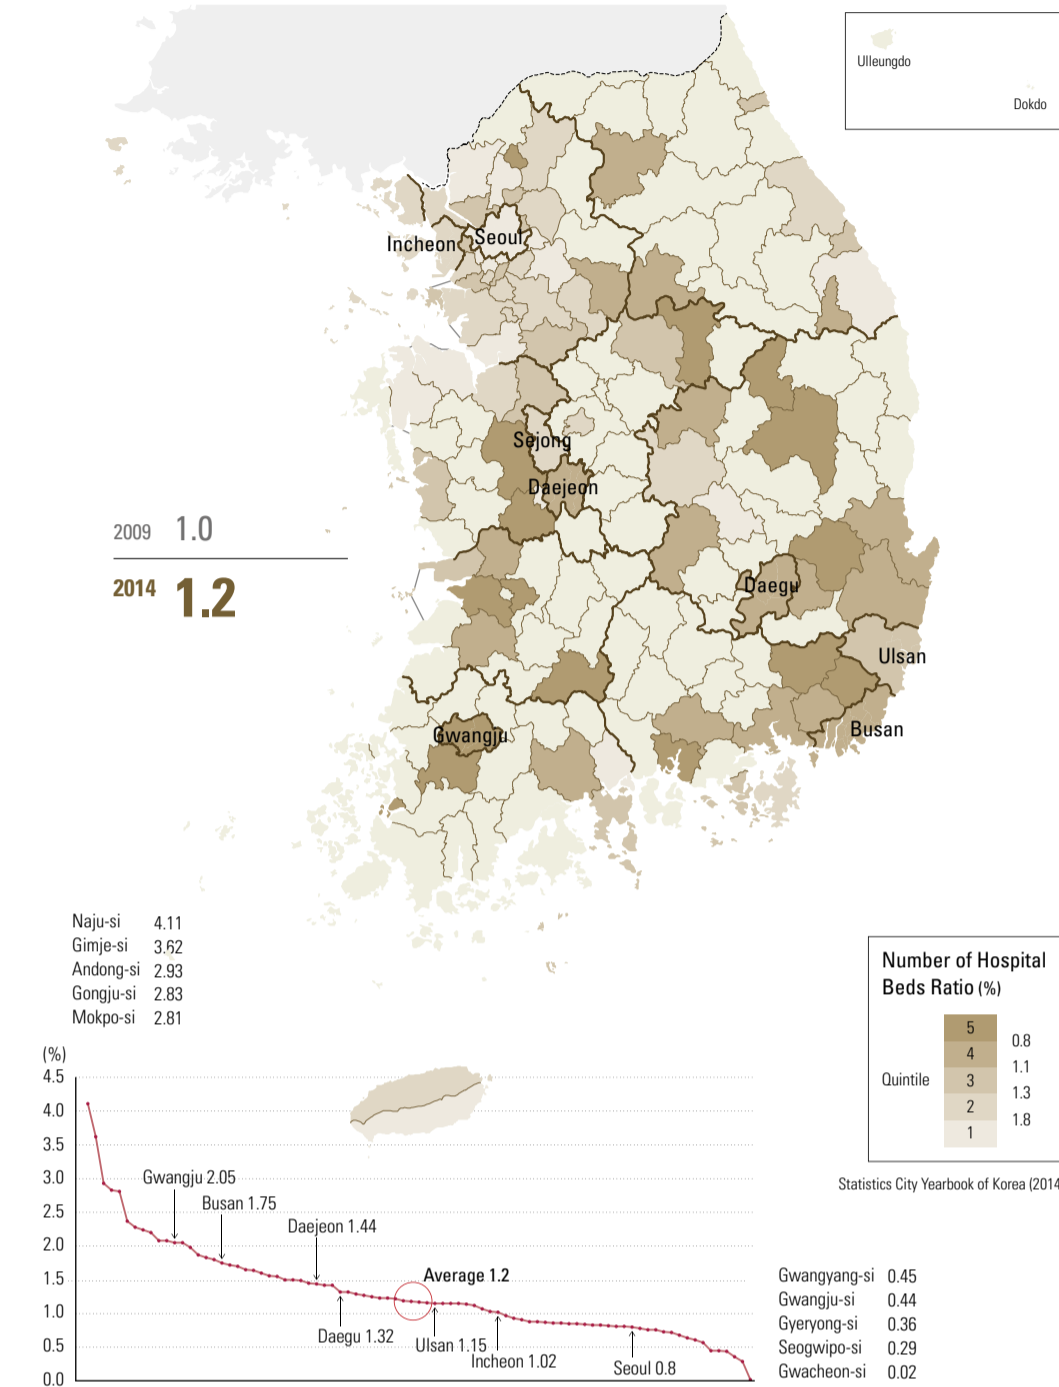 Ulleungdo
Dokdo
Incheon
Seoul
Sejong
Daejeon
2009 1.0
2014 1.2
Daegu
Ulsan
Busan
Gwangju
Naju-si 4.11
Gimje-si 3.62
Andong-si 2.93
Gongju-si 2.83
Mokpo-si 2.81
Number of Hospital
Beds Ratio (%)
Quintile
5
4
3
2
1
0.8
1.1
1.3
1.8
Statistics City Yearbook of Korea (2014
(%)
4.5
4.0
3.5
3.0
2.5
2.0
1.5
1.0
0.5
0.0
Gwangju 2.05
Busan 1.75
Daejeon 1.44
Average 1.2
Daegu 1.32
Ulsan 1.15
Incheon 1.02
Seoul 0.8
Gwangyang-si 0.45
Gwangju-si 0.44
Gyeryong-si 0.36
Seogwipo-si 0.29
Gwacheon-si 0.02